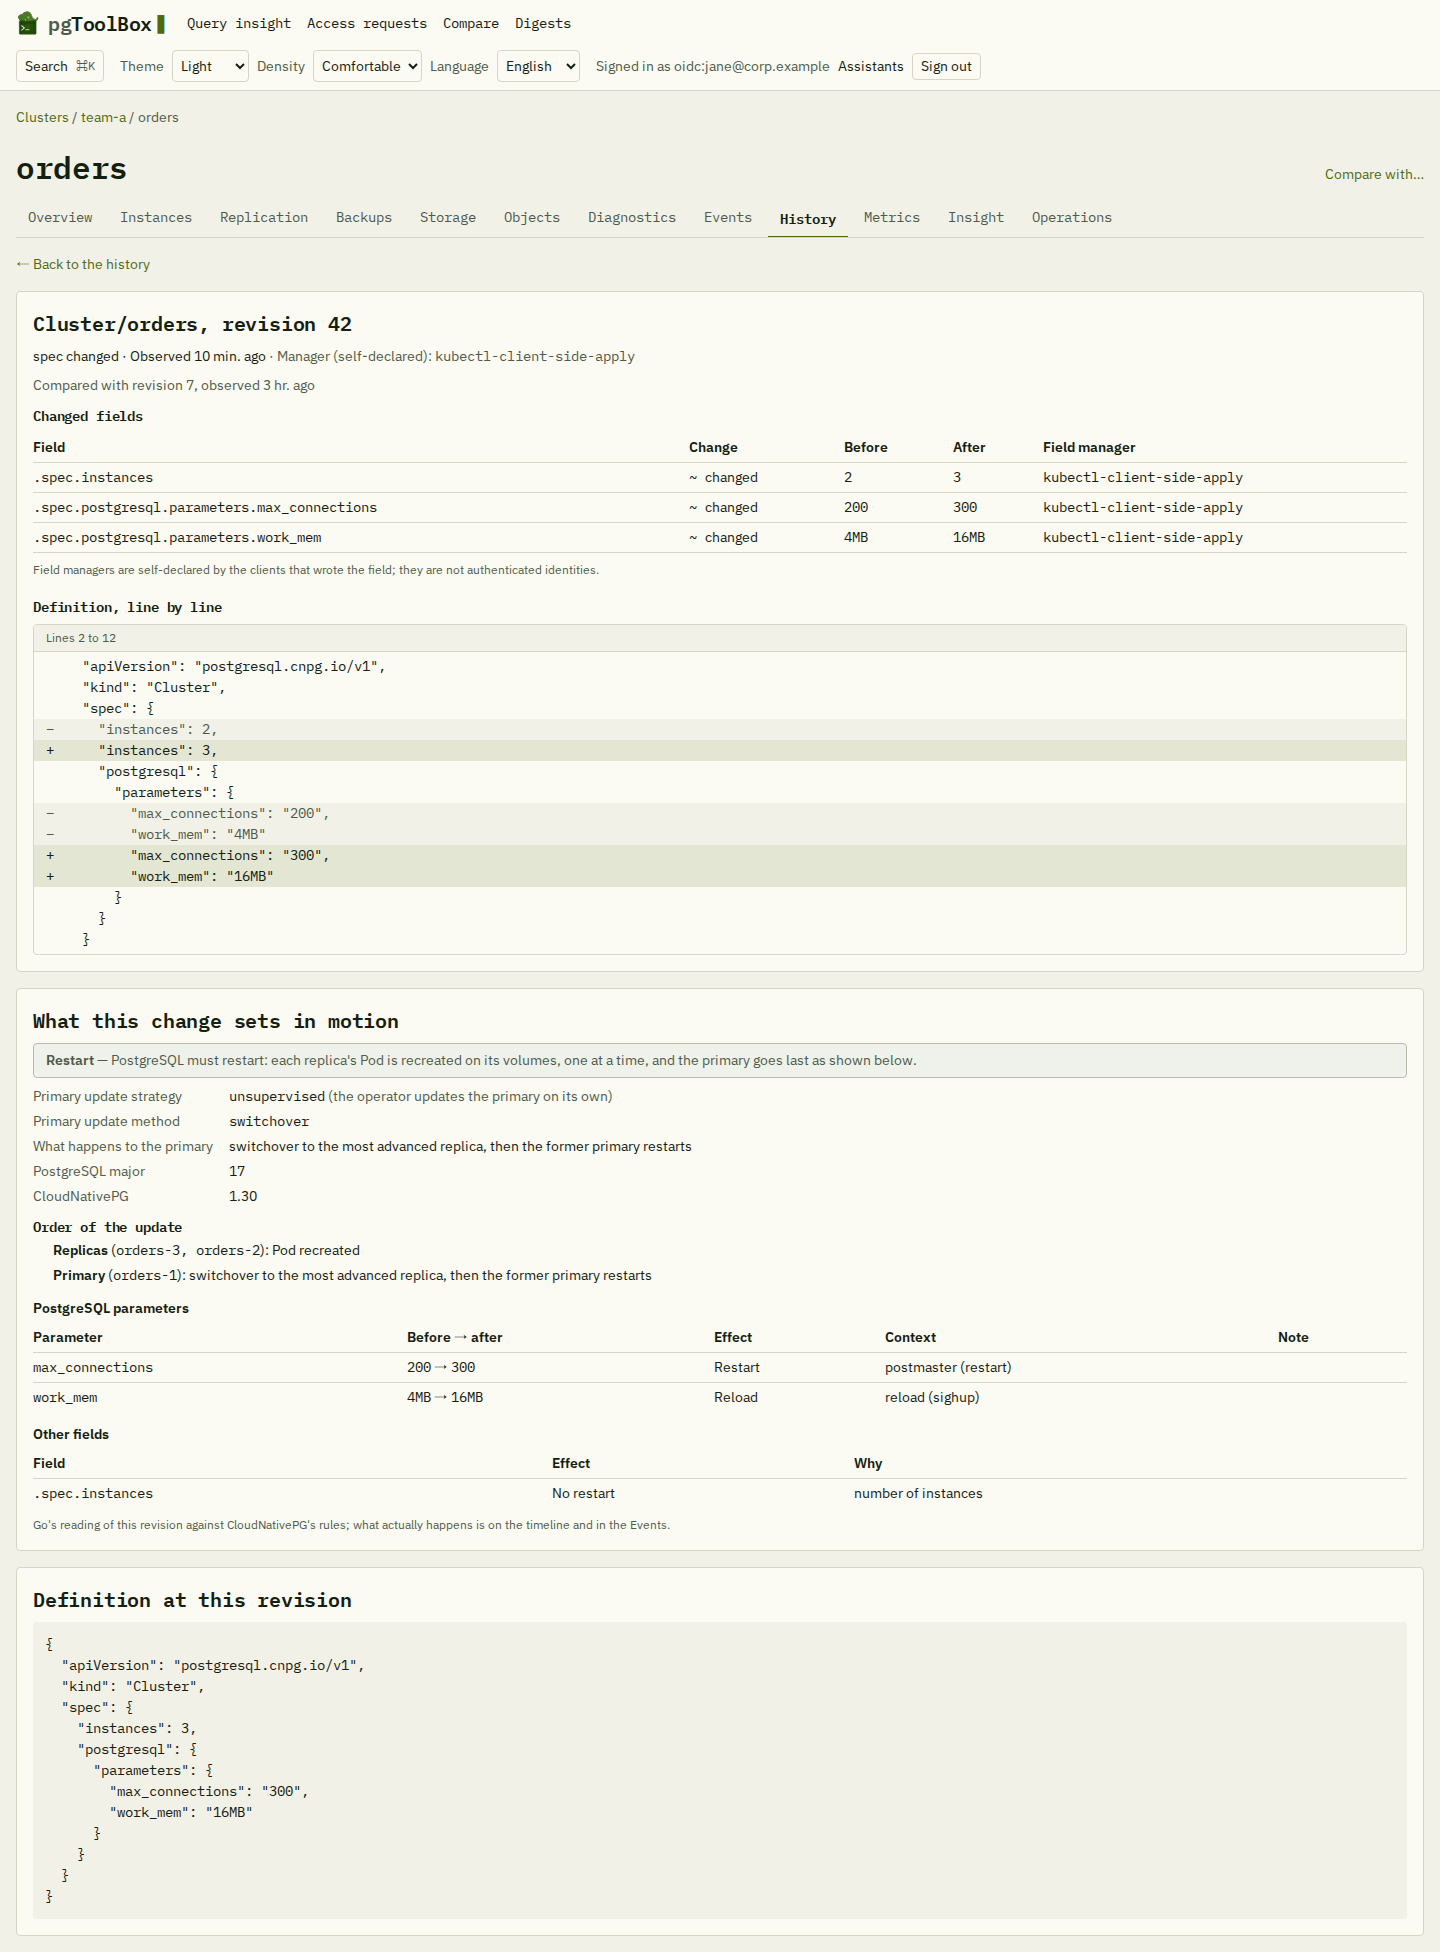 pgToolBox Query insight Access requests Compare Digests
Search ⌘K Theme Light Density Comfortable Language English Signed in as oidc:jane@corp.example Assistants Sign out
Clusters / team-a / orders
orders
Compare with...
Overview Instances Replication Backups Storage Objects Diagnostics Events History Metrics Insight Operations
← Back to the history
Cluster/orders, revision 42
spec changed · Observed 10 min. ago · Manager (self-declared): kubectl-client-side-apply
Compared with revision 7, observed 3 hr. ago
Changed fields
Field Change Before After Field manager
.spec.instances ~ changed 2 3 kubectl-client-side-apply
.spec.postgresql.parameters.max_connections ~ changed 200 300 kubectl-client-side-apply
.spec.postgresql.parameters.work_mem ~ changed 4MB 16MB kubectl-client-side-apply
Field managers are self-declared by the clients that wrote the field; they are not authenticated identities.
Definition, line by line
Lines 2 to 12
"apiVersion": "postgresql.cnpg.io/v1",
"kind": "Cluster",
"spec": {
− "instances": 2,
+ "instances": 3,
"postgresql": {
"parameters": {
− "max_connections": "200",
− "work_mem": "4MB"
+ "max_connections": "300",
+ "work_mem": "16MB"
}
}
}
What this change sets in motion
Restart — PostgreSQL must restart: each replica's Pod is recreated on its volumes, one at a time, and the primary goes last as shown below.
Primary update strategy unsupervised (the operator updates the primary on its own)
Primary update method switchover
What happens to the primary switchover to the most advanced replica, then the former primary restarts
PostgreSQL major 17
CloudNativePG 1.30
Order of the update
Replicas (orders-3, orders-2): Pod recreated
Primary (orders-1): switchover to the most advanced replica, then the former primary restarts
PostgreSQL parameters
Parameter Before → after Effect Context Note
max_connections 200 → 300 Restart postmaster (restart)
work_mem 4MB → 16MB Reload reload (sighup)
Other fields
Field Effect Why
.spec.instances No restart number of instances
Go's reading of this revision against CloudNativePG's rules; what actually happens is on the timeline and in the Events.
Definition at this revision
{
"apiVersion": "postgresql.cnpg.io/v1",
"kind": "Cluster",
"spec": {
"instances": 3,
"postgresql": {
"parameters": {
"max_connections": "300",
"work_mem": "16MB"
}
}
}
}